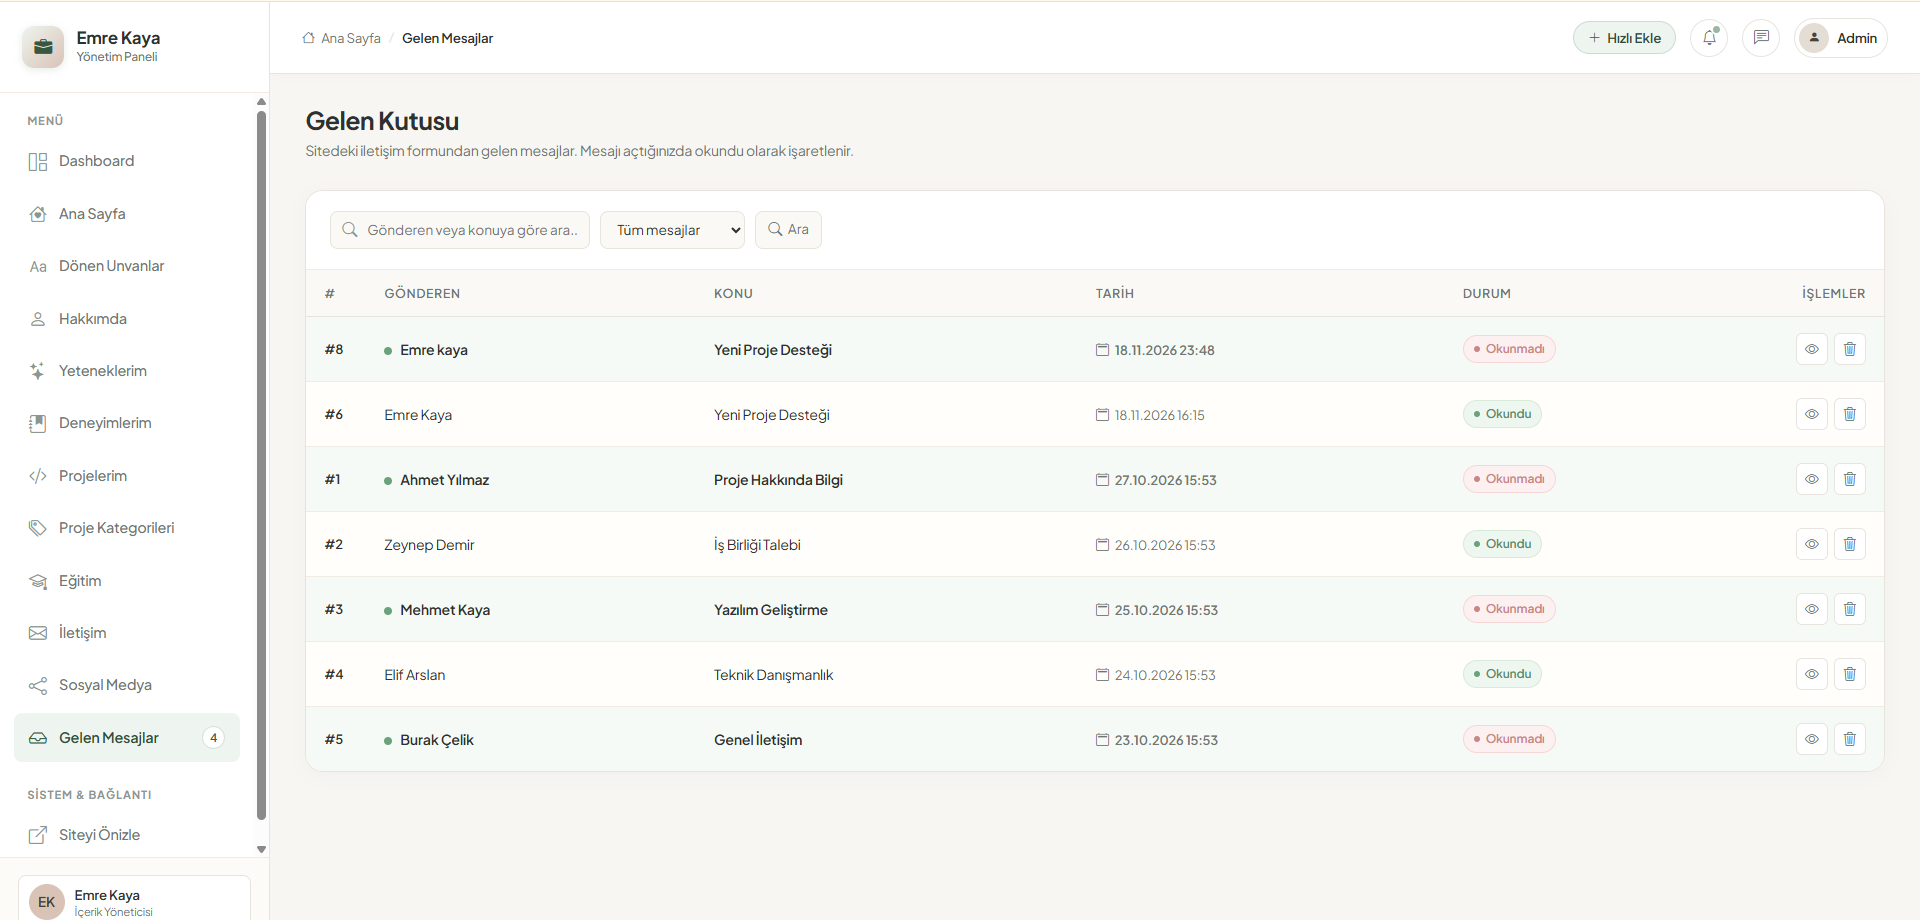 Emre Kaya
Yönetim Paneli
Ana Sayfa / Gelen Mesajlar
+ Hızlı Ekle
Admin
MENÜ
Dashboard
Ana Sayfa
Aa Dönen Unvanlar
Hakkımda
Yeteneklerim
Deneyimlerim
Projelerim
Proje Kategorileri
Eğitim
İletişim
Sosyal Medya
Gelen Mesajlar 4
SİSTEM & BAĞLANTI
Siteyi Önizle
EK
Emre Kaya
İçerik Yöneticisi
Gelen Kutusu
Sitedeki iletişim formundan gelen mesajlar. Mesajı açtığınızda okundu olarak işaretlenir.
Gönderen veya konuya göre ara.. Tüm mesajlar Ara
# GÖNDEREN KONU TARİH DURUM İŞLEMLER
#8 Emre kaya Yeni Proje Desteği 18.11.2026 23:48 Okunmadı
#6 Emre Kaya Yeni Proje Desteği 18.11.2026 16:15 Okundu
#1 Ahmet Yılmaz Proje Hakkında Bilgi 27.10.2026 15:53 Okunmadı
#2 Zeynep Demir İş Birliği Talebi 26.10.2026 15:53 Okundu
#3 Mehmet Kaya Yazılım Geliştirme 25.10.2026 15:53 Okunmadı
#4 Elif Arslan Teknik Danışmanlık 24.10.2026 15:53 Okundu
#5 Burak Çelik Genel İletişim 23.10.2026 15:53 Okunmadı